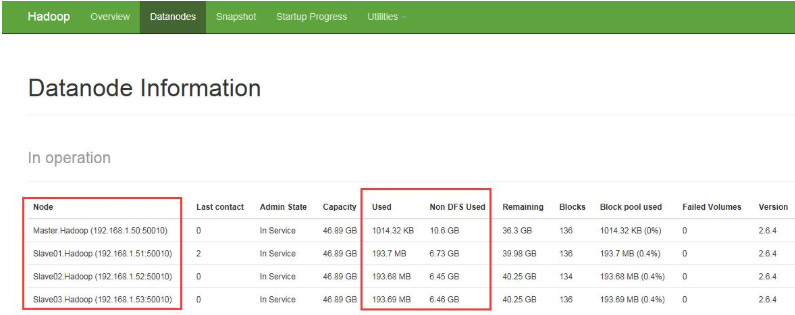 Hadoop Overview Datanodes Snapshot Startup Progress Utilities
Datanode Information
In operation
Node Last contact Admin State Capacity Used Non DFS Used Remaining Blocks Block pool used Failed Volumes Version
Master.Hadoop (192.168.1.50:50010) 0 In Service 46.89 GB 1014.32 KB 10.6 GB 36.3 GB 136 1014.32 KB (0%) 0 2.6.4
Slave01.Hadoop (192.168.1.51:50010) 2 In Service 46.89 GB 193.7 MB 6.73 GB 39.98 GB 136 193.7 MB (0.4%) 0 2.6.4
Slave02.Hadoop (192.168.1.52:50010) 0 In Service 46.89 GB 193.68 MB 6.45 GB 40.25 GB 134 193.68 MB (0.4%) 0 2.6.4
Slave03.Hadoop (192.168.1.53:50010) 0 In Service 46.89 GB 193.69 MB 6.46 GB 40.25 GB 136 193.69 MB (0.4%) 0 2.6.4